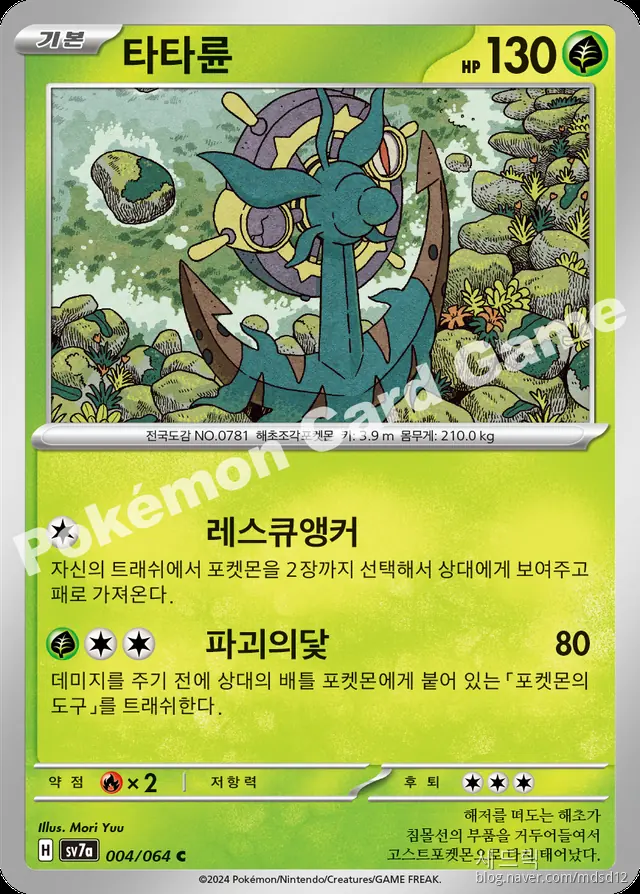 기본
타타륜
HP 130
Pokémon Card Game
전국도감 NO.0781 해초조각포켓몬 키: 3.9 m 몸무게: 210.0 kg
레스큐앵커
자신의 트래쉬에서 포켓몬을 2장까지 선택해서 상대에게 보여주고
패로 가져온다.
파괴의닻 80
데미지를 주기 전에 상대의 배틀 포켓몬에게 붙어 있는 「포켓몬의
도구」를 트래쉬한다.
약점 ×2 저항력 후퇴
해저를 떠도는 해초가
침몰선의 부품을 거두어들여서
고스트포켓몬으로 다시 태어났다.
Illus. Mori Yuu
H sv7a 004/064 C
세드릭
blog.naver.com/mdsd12
©2024 Pokémon/Nintendo/Creatures/GAME FREAK.